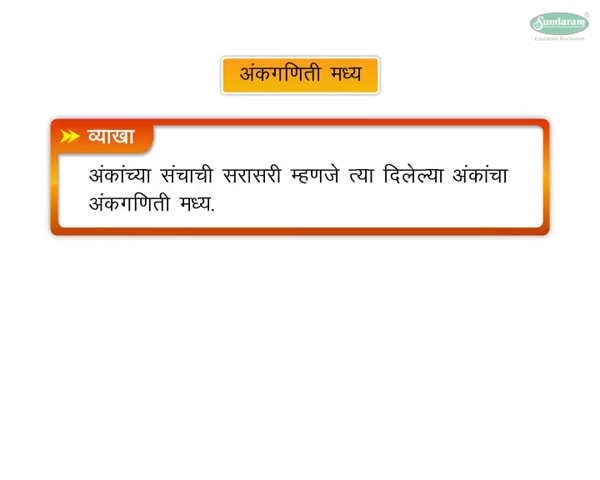 Sundaram
Education Revolution
अंकगणिती मध्य
व्याखा
अंकांच्या संचाची सरासरी म्हणजे त्या दिलेल्या अंकांचा
अंकगणिती मध्य.